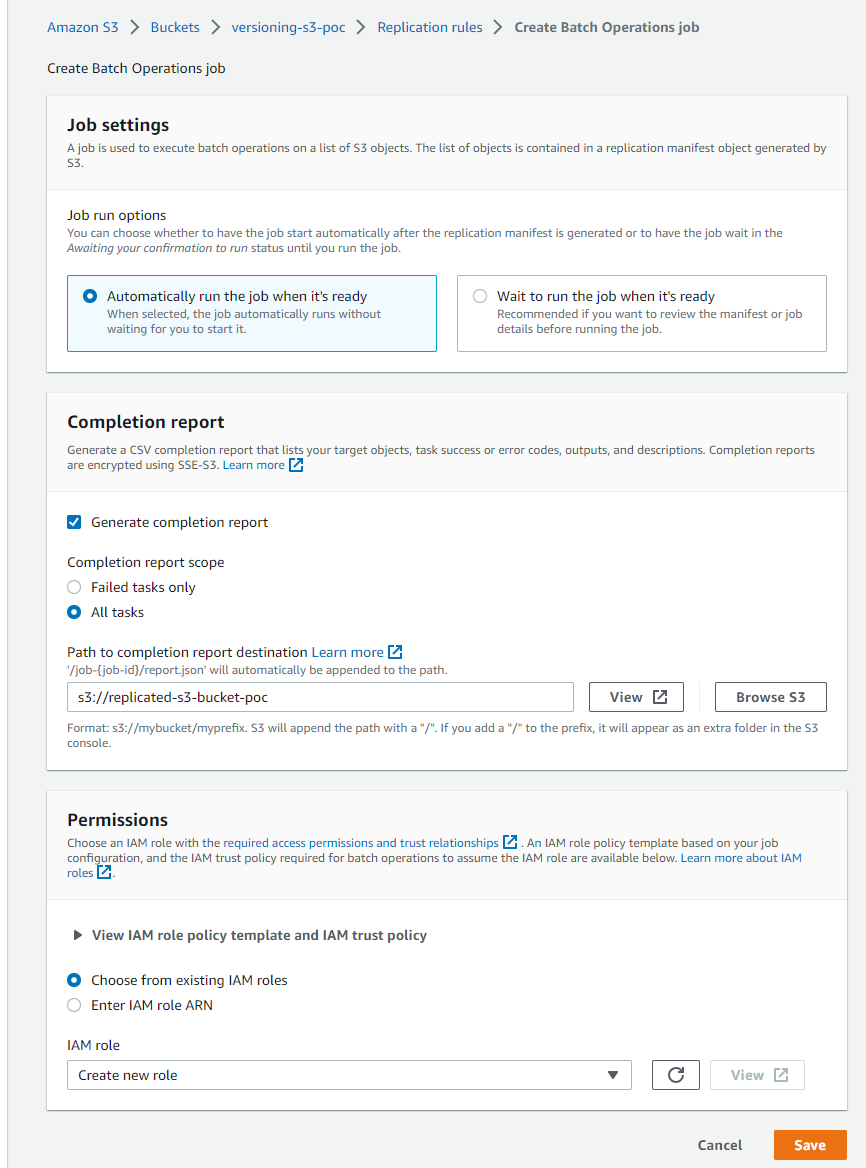 Amazon S3 > Buckets > versioning-s3-poc > Replication rules > Create Batch Operations job
Create Batch Operations job
Job settings
A job is used to execute batch operations on a list of S3 objects. The list of objects is contained in a replication manifest object generated by
S3.
Job run options
You can choose whether to have the job start automatically after the replication manifest is generated or to have the job wait in the
Awaiting your confirmation to run status until you run the job.
Automatically run the job when it's ready
When selected, the job automatically runs without
waiting for you to start it.
Wait to run the job when it's ready
Recommended if you want to review the manifest or job
details before running the job.
Completion report
Generate a CSV completion report that lists your target objects, task success or error codes, outputs, and descriptions. Completion reports
are encrypted using SSE-S3. Learn more
Generate completion report
Completion report scope
Failed tasks only
All tasks
Path to completion report destination Learn more
'/job-{job-id}/report.json' will automatically be appended to the path.
s3://replicated-s3-bucket-poc View Browse S3
Format: s3://mybucket/myprefix. S3 will append the path with a "/". If you add a "/" to the prefix, it will appear as an extra folder in the S3
console.
Permissions
Choose an IAM role with the required access permissions and trust relationships . An IAM role policy template based on your job
configuration, and the IAM trust policy required for batch operations to assume the IAM role are available below. Learn more about IAM
roles .
View IAM role policy template and IAM trust policy
Choose from existing IAM roles
Enter IAM role ARN
IAM role
Create new role View
Cancel Save